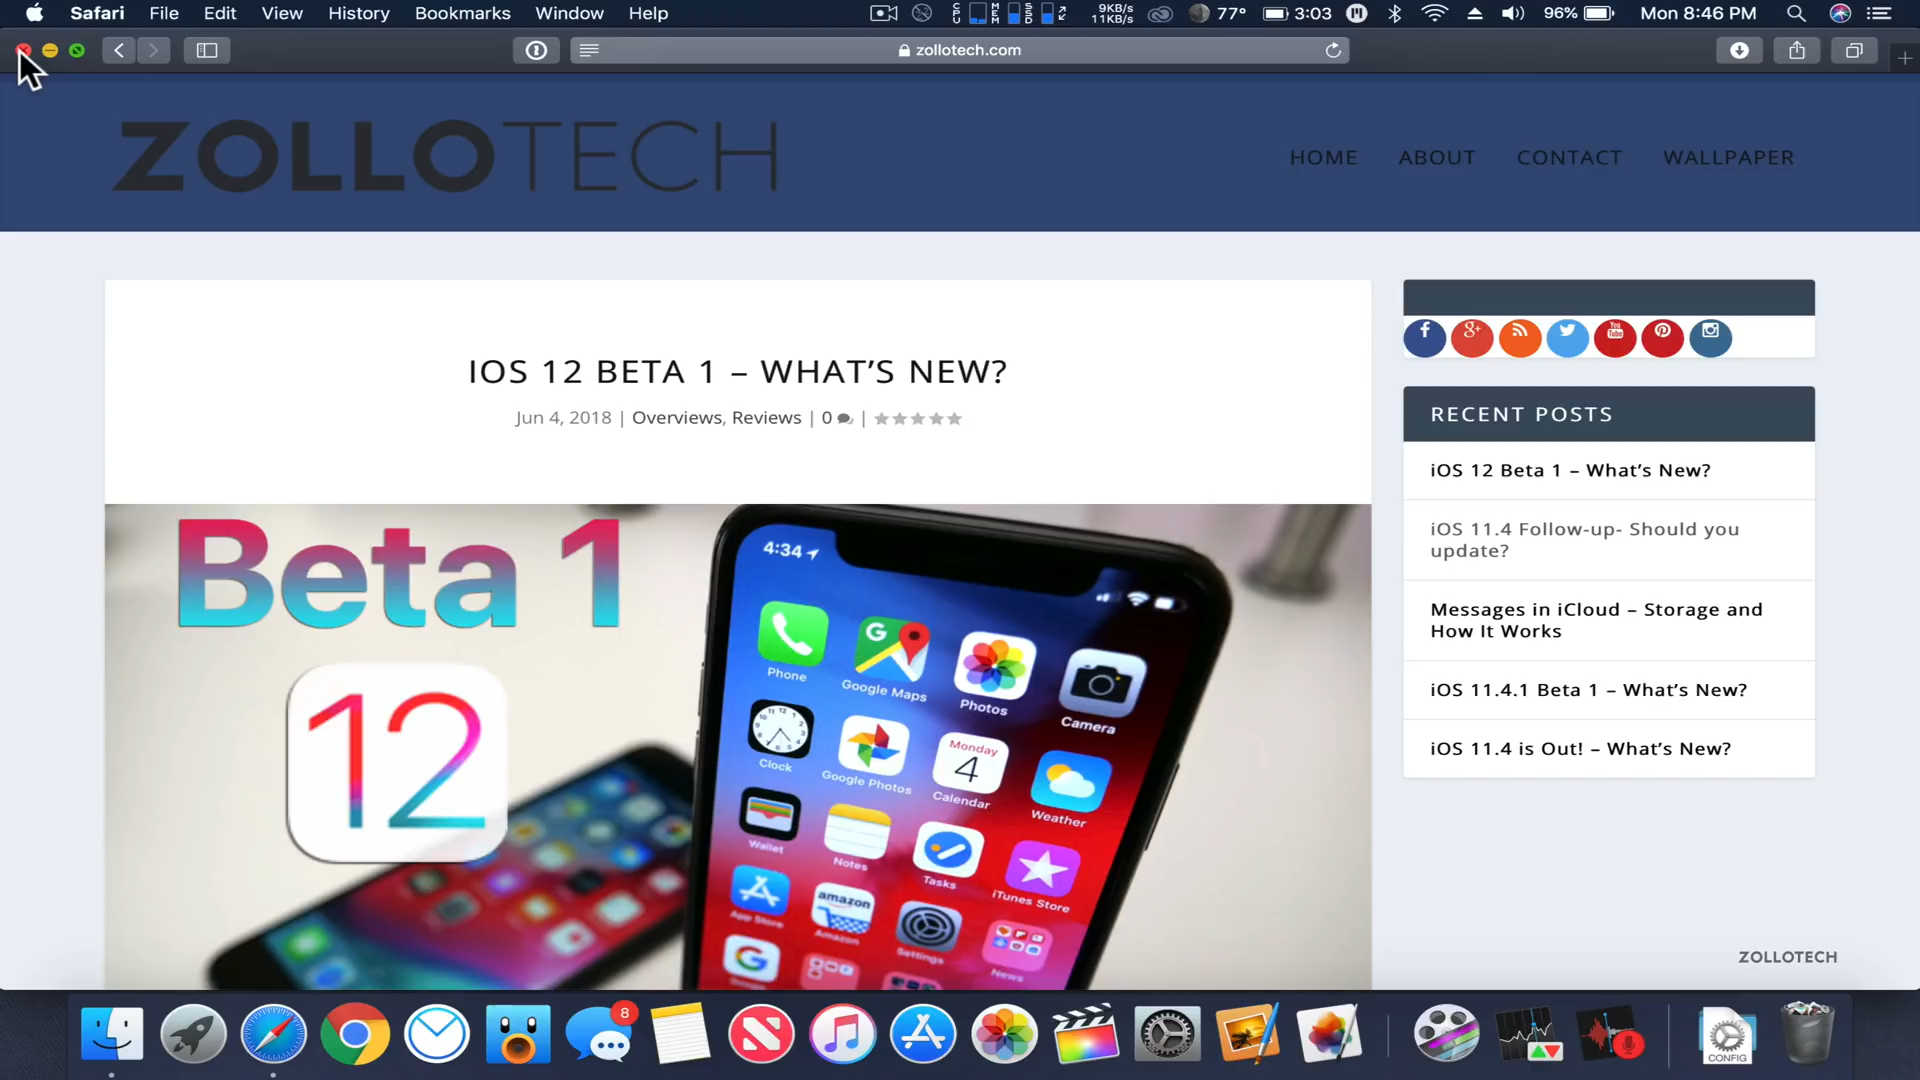 Safari File Edit View History Bookmarks Window Help CPU MEM SSD 9KB/s 11KB/s 77° 3:03 96% Mon 8:46 PM
zollotech.com
ZOLLOTECH
HOME ABOUT CONTACT WALLPAPER
IOS 12 BETA 1 – WHAT'S NEW?
Jun 4, 2018 | Overviews, Reviews | 0 |
Beta 1
12
4:34
Phone
Google Maps
Photos
Camera
Clock
Google Photos
Monday
4
Calendar
Weather
Wallet
Notes
Tasks
iTunes Store
App Store
amazon
Amazon
Settings
News
G
f
g+
You
Tube
RECENT POSTS
iOS 12 Beta 1 – What's New?
iOS 11.4 Follow-up- Should you
update?
Messages in iCloud – Storage and
How It Works
iOS 11.4.1 Beta 1 – What's New?
iOS 11.4 is Out! – What's New?
ZOLLOTECH
8
CONFIG